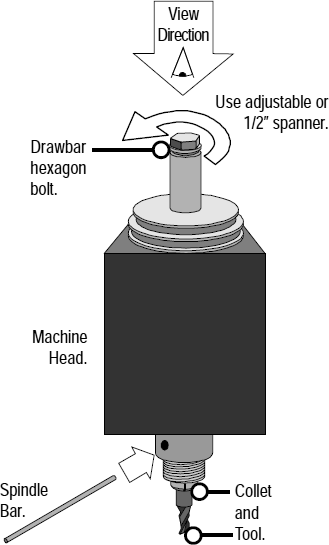 View
Direction
Use adjustable or
1/2” spanner.
Drawbar
hexagon
bolt.
Machine
Head.
Spindle
Bar.
Collet
and
Tool.